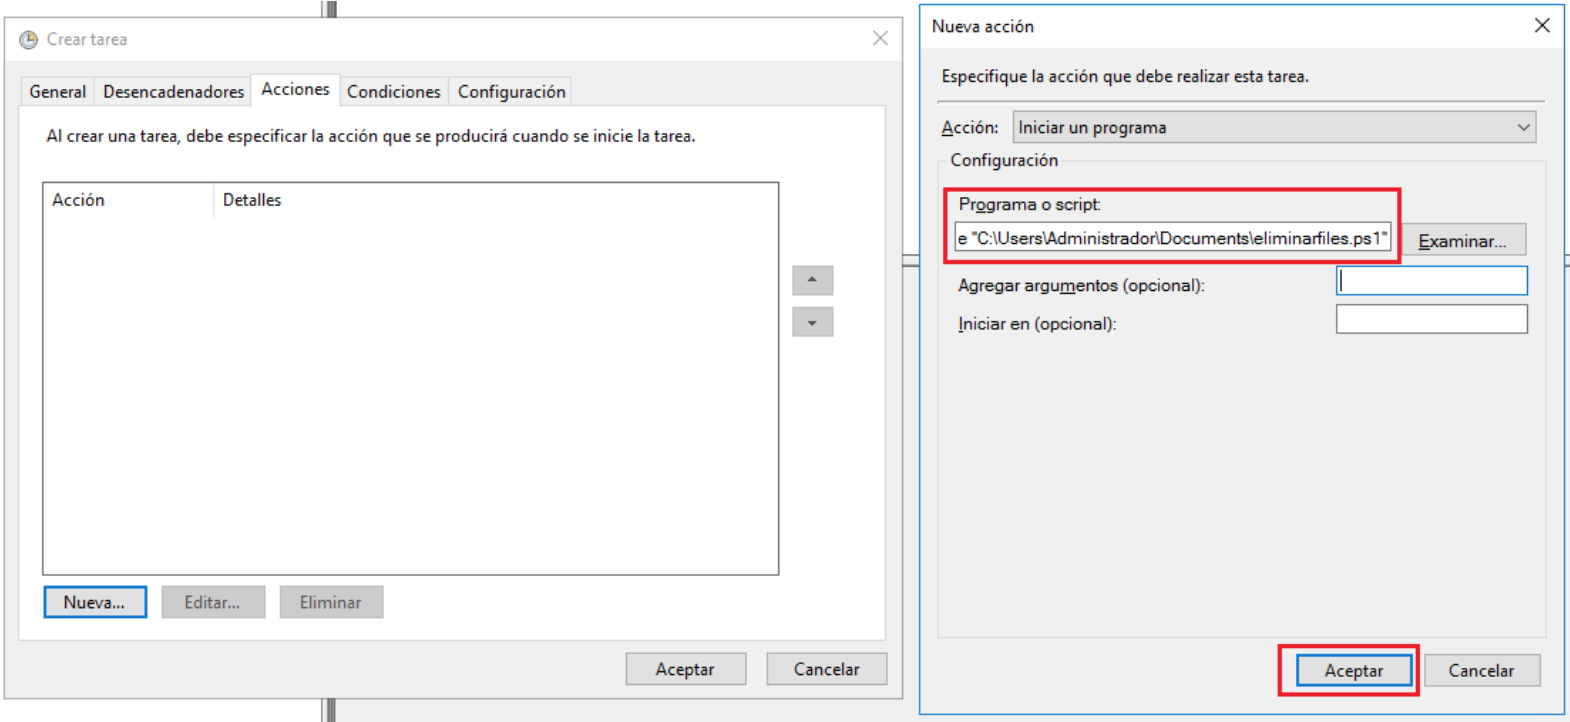 Crear tarea
General Desencadenadores Acciones Condiciones Configuración
Al crear una tarea, debe especificar la acción que se producirá cuando se inicie la tarea.
Acción Detalles
Nueva... Editar... Eliminar
Aceptar Cancelar
Nueva acción
Especifique la acción que debe realizar esta tarea.
Acción: Iniciar un programa
Configuración
Programa o script:
e "C:\Users\Administrador\Documents\eliminarfiles.ps1" Examinar...
Agregar argumentos (opcional):
Iniciar en (opcional):
Aceptar Cancelar